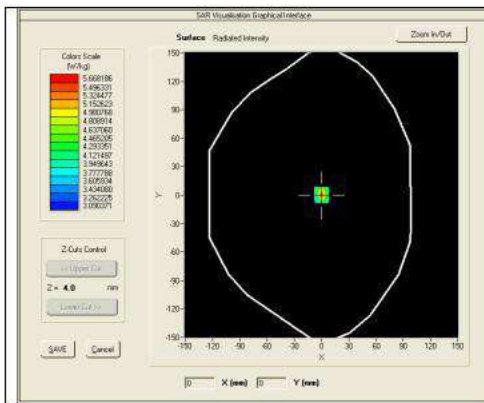 SAR Visualisation Graphical Interface
Surface Radiated Intensity
Zoom In/Out
Colors Scale
(W/kg)
5.668186
5.496331
5.324477
5.152623
4.980768
4.808914
4.637060
4.465205
4.293351
4.121497
3.949643
3.777788
3.605934
3.434080
3.262225
3.090371
150
120
90
60
30
0
-30
-60
-90
-120
-150
Y
-150 -120 -90 -60 -30 0 30 60 90 120 150
X
Z-Cuts Control
<< Upper Cut
Z = 4.0 mm
Lower Cut >>
SAVE Cancel
0 X (mm) 0 Y (mm)